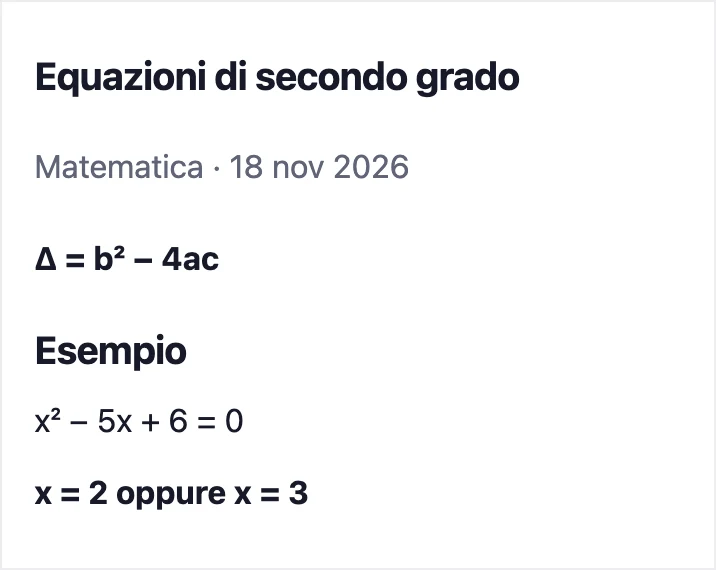 Equazioni di secondo grado
Matematica · 18 nov 2026
Δ = b² – 4ac
Esempio
x² – 5x + 6 = 0
x = 2 oppure x = 3